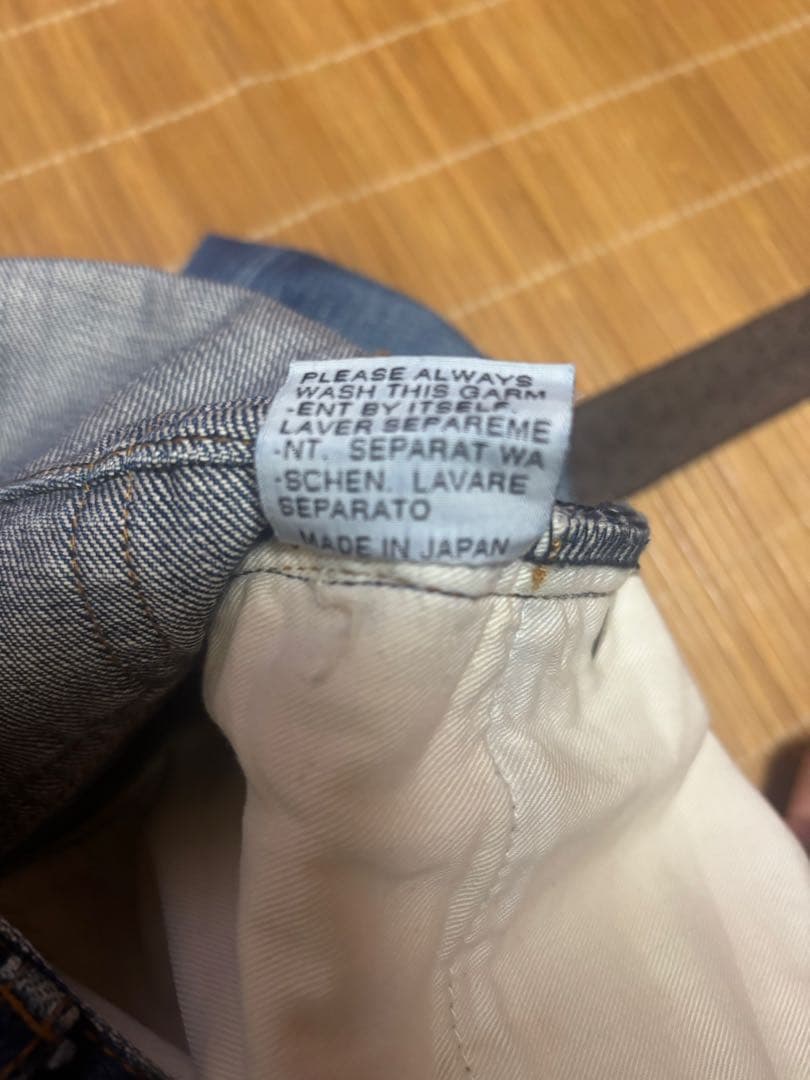 PLEASE ALWAYS
WASH THIS GARM
-ENT BY ITSELF.
LAVER SEPAREME
-NT. SEPARAT WA
-SCHEN. LAVARE
SEPARATO
MADE IN JAPAN